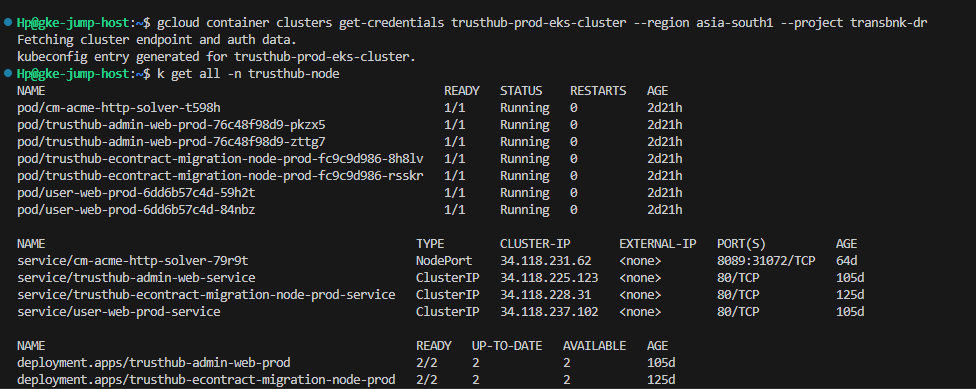 Hp@gke-jump-host:~$ gcloud container clusters get-credentials trusthub-prod-eks-cluster --region asia-south1 --project transbnk-dr
Fetching cluster endpoint and auth data.
kubeconfig entry generated for trusthub-prod-eks-cluster.
Hp@gke-jump-host:~$ k get all -n trusthub-node
NAME READY STATUS RESTARTS AGE
pod/cm-acme-http-solver-t598h 1/1 Running 0 2d21h
pod/trusthub-admin-web-prod-76c48f98d9-pkzx5 1/1 Running 0 2d21h
pod/trusthub-admin-web-prod-76c48f98d9-zttg7 1/1 Running 0 2d21h
pod/trusthub-econtract-migration-node-prod-fc9c9d986-8h8lv 1/1 Running 0 2d21h
pod/trusthub-econtract-migration-node-prod-fc9c9d986-rsskr 1/1 Running 0 2d21h
pod/user-web-prod-6dd6b57c4d-59h2t 1/1 Running 0 2d21h
pod/user-web-prod-6dd6b57c4d-84nbz 1/1 Running 0 2d21h
NAME TYPE CLUSTER-IP EXTERNAL-IP PORT(S) AGE
service/cm-acme-http-solver-79r9t NodePort 34.118.231.62 <none> 8089:31072/TCP 64d
service/trusthub-admin-web-service ClusterIP 34.118.225.123 <none> 80/TCP 105d
service/trusthub-econtract-migration-node-prod-service ClusterIP 34.118.228.31 <none> 80/TCP 125d
service/user-web-prod-service ClusterIP 34.118.237.102 <none> 80/TCP 105d
NAME READY UP-TO-DATE AVAILABLE AGE
deployment.apps/trusthub-admin-web-prod 2/2 2 2 105d
deployment.apps/trusthub-econtract-migration-node-prod 2/2 2 2 125d